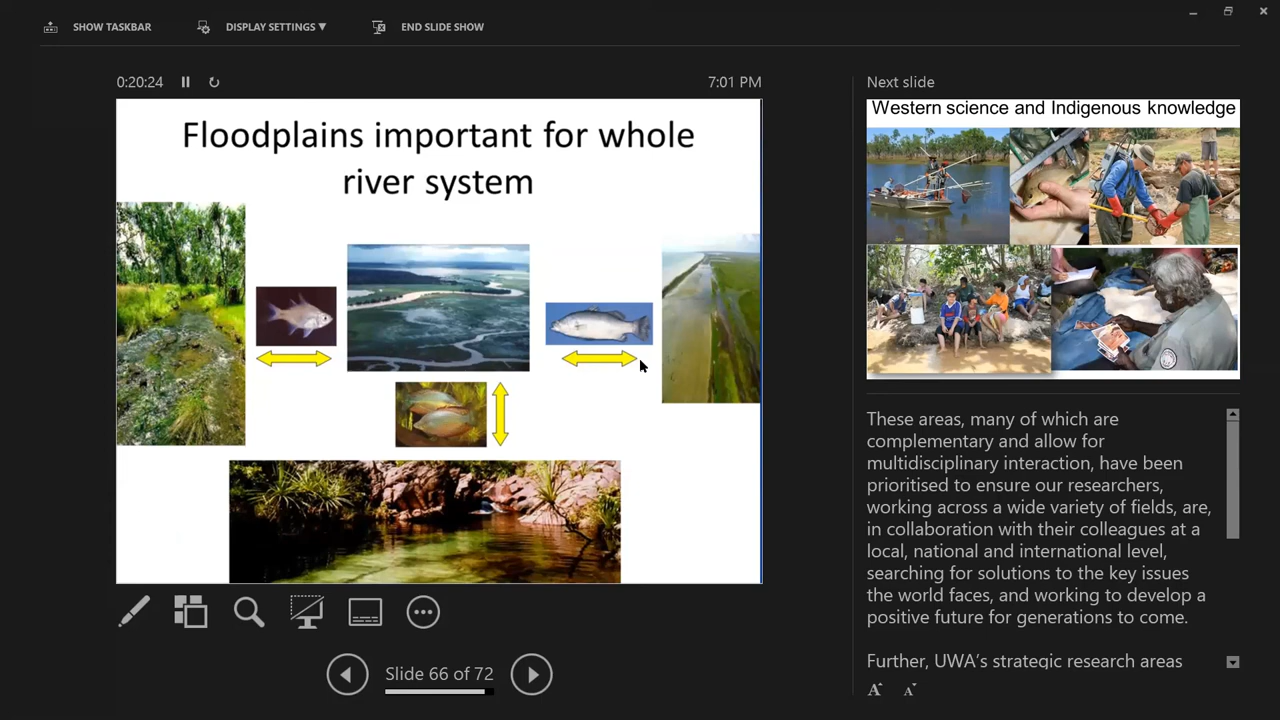 SHOW TASKBAR
DISPLAY SETTINGS ▼
END SLIDE SHOW
0:20:24
7:01 PM
Floodplains important for whole
river system
Slide 66 of 72
Next slide
Western science and Indigenous knowledge
These areas, many of which are
complementary and allow for
multidisciplinary interaction, have been
prioritised to ensure our researchers,
working across a wide variety of fields, are,
in collaboration with their colleagues at a
local, national and international level,
searching for solutions to the key issues
the world faces, and working to develop a
positive future for generations to come.
Further, UWA's strategic research areas
A A